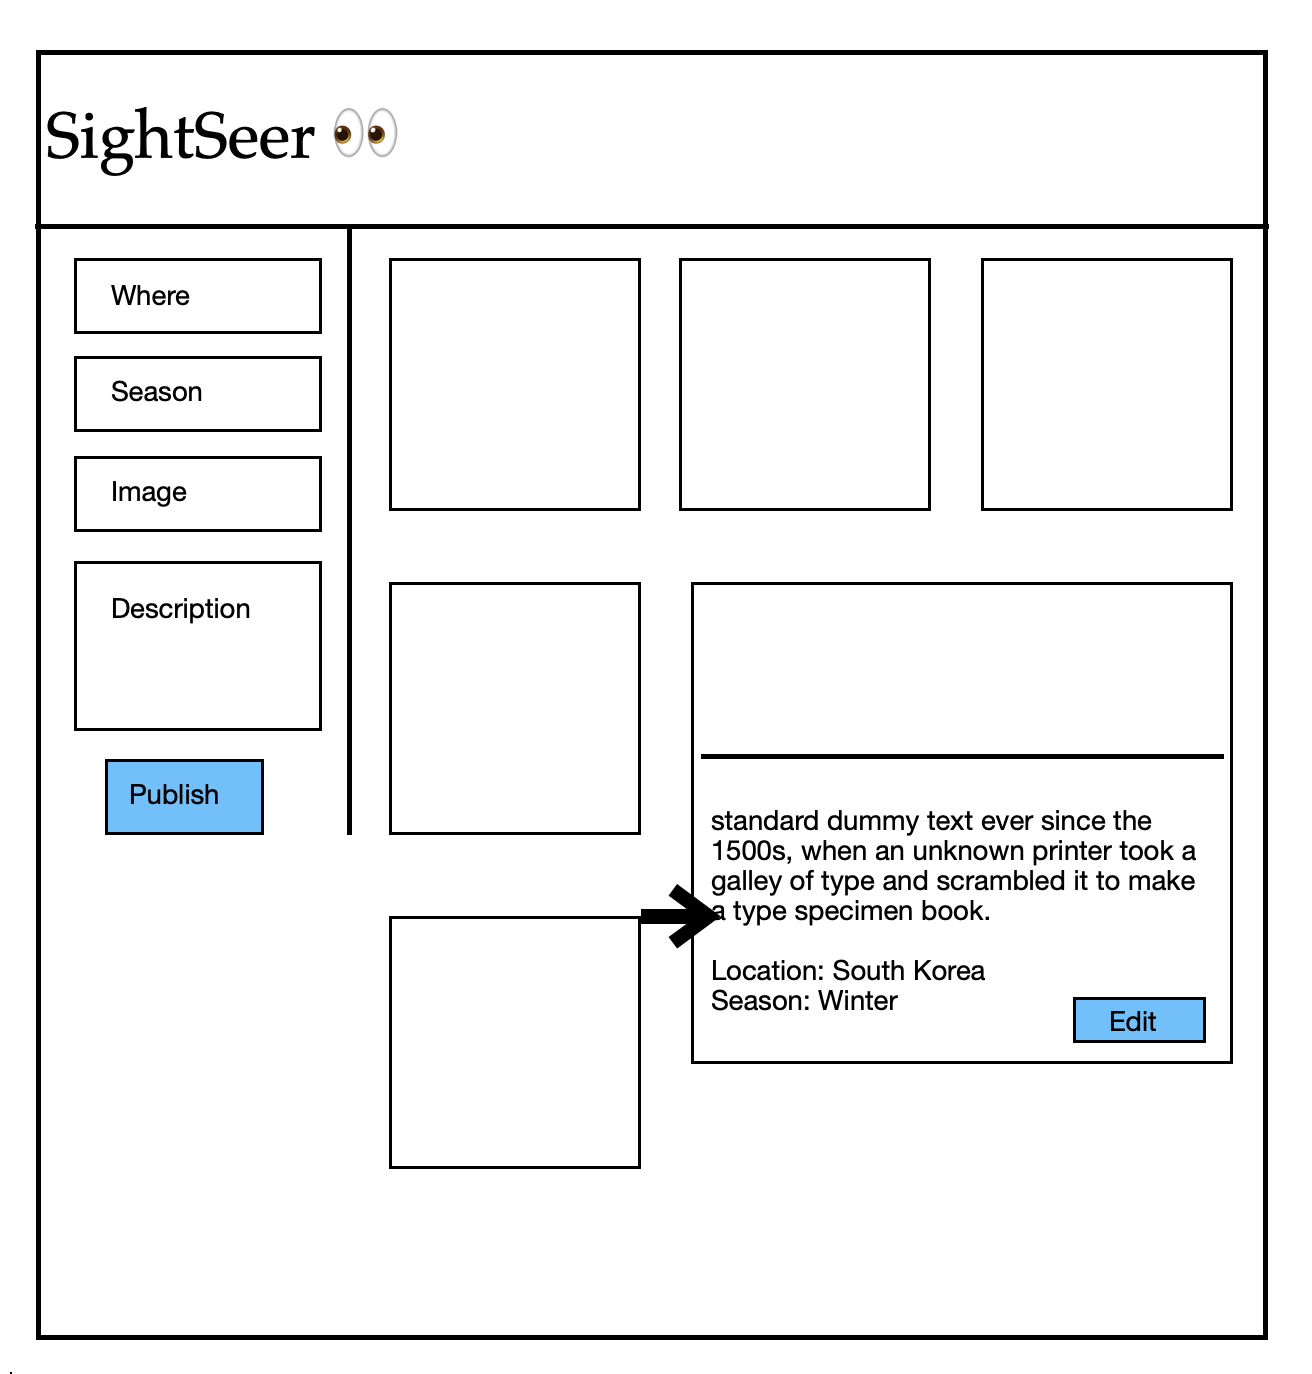 SightSeer 👀
Where
Season
Image
Description
Publish
standard dummy text ever since the
1500s, when an unknown printer took a
galley of type and scrambled it to make
a type specimen book.
Location: South Korea
Season: Winter
Edit